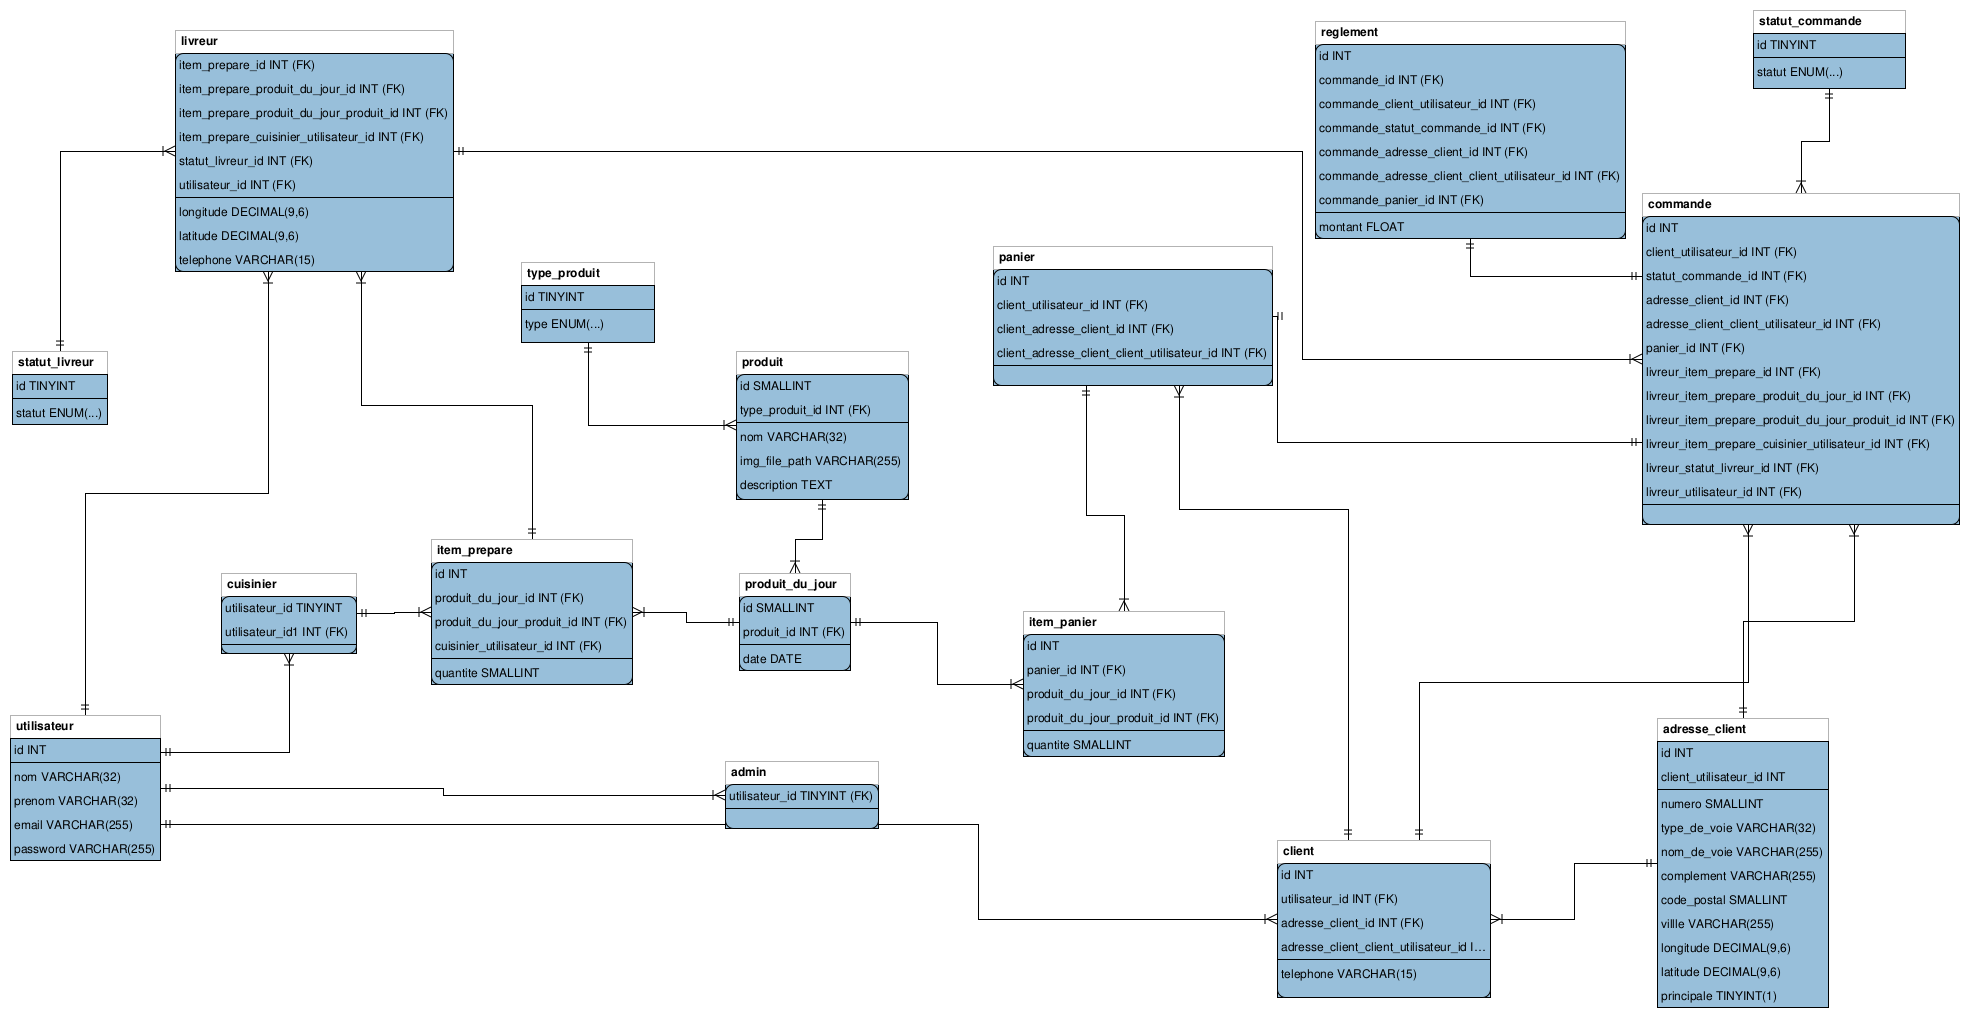 livreur
item_prepare_id INT (FK)
item_prepare_produit_du_jour_id INT (FK)
item_prepare_produit_du_jour_produit_id INT (FK)
item_prepare_cuisinier_utilisateur_id INT (FK)
statut_livreur_id INT (FK)
utilisateur_id INT (FK)
longitude DECIMAL(9,6)
latitude DECIMAL(9,6)
telephone VARCHAR(15)
reglement
id INT
commande_id INT (FK)
commande_client_utilisateur_id INT (FK)
commande_statut_commande_id INT (FK)
commande_adresse_client_id INT (FK)
commande_adresse_client_client_utilisateur_id INT (FK)
commande_panier_id INT (FK)
montant FLOAT
statut_commande
id TINYINT
statut ENUM(...)
commande
id INT
client_utilisateur_id INT (FK)
statut_commande_id INT (FK)
adresse_client_id INT (FK)
adresse_client_client_utilisateur_id INT (FK)
panier_id INT (FK)
livreur_item_prepare_id INT (FK)
livreur_item_prepare_produit_du_jour_id INT (FK)
livreur_item_prepare_produit_du_jour_produit_id INT (FK)
livreur_item_prepare_cuisinier_utilisateur_id INT (FK)
livreur_statut_livreur_id INT (FK)
livreur_utilisateur_id INT (FK)
type_produit
id TINYINT
type ENUM(...)
panier
id INT
client_utilisateur_id INT (FK)
client_adresse_client_id INT (FK)
client_adresse_client_client_utilisateur_id INT (FK)
statut_livreur
id TINYINT
statut ENUM(...)
produit
id SMALLINT
type_produit_id INT (FK)
nom VARCHAR(32)
img_file_path VARCHAR(255)
description TEXT
cuisinier
utilisateur_id TINYINT
utilisateur_id1 INT (FK)
item_prepare
id INT
produit_du_jour_id INT (FK)
produit_du_jour_produit_id INT (FK)
cuisinier_utilisateur_id INT (FK)
quantite SMALLINT
produit_du_jour
id SMALLINT
produit_id INT (FK)
date DATE
item_panier
id INT
panier_id INT (FK)
produit_du_jour_id INT (FK)
produit_du_jour_produit_id INT (FK)
quantite SMALLINT
utilisateur
id INT
nom VARCHAR(32)
prenom VARCHAR(32)
email VARCHAR(255)
password VARCHAR(255)
admin
utilisateur_id TINYINT (FK)
client
id INT
utilisateur_id INT (FK)
adresse_client_id INT (FK)
adresse_client_client_utilisateur_id I...
telephone VARCHAR(15)
adresse_client
id INT
client_utilisateur_id INT
numero SMALLINT
type_de_voie VARCHAR(32)
nom_de_voie VARCHAR(255)
complement VARCHAR(255)
code_postal SMALLINT
villle VARCHAR(255)
longitude DECIMAL(9,6)
latitude DECIMAL(9,6)
principale TINYINT(1)